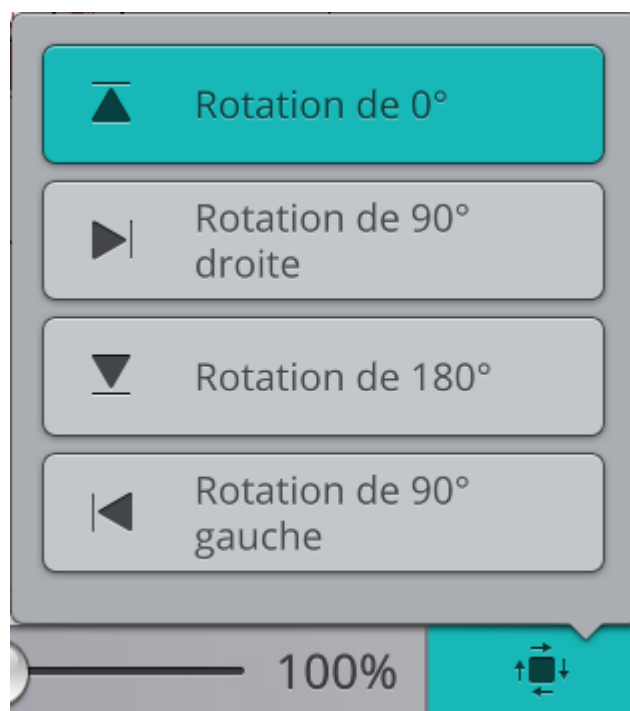 Rotation de 0°
Rotation de 90°
droite
Rotation de 180°
Rotation de 90°
gauche
100%